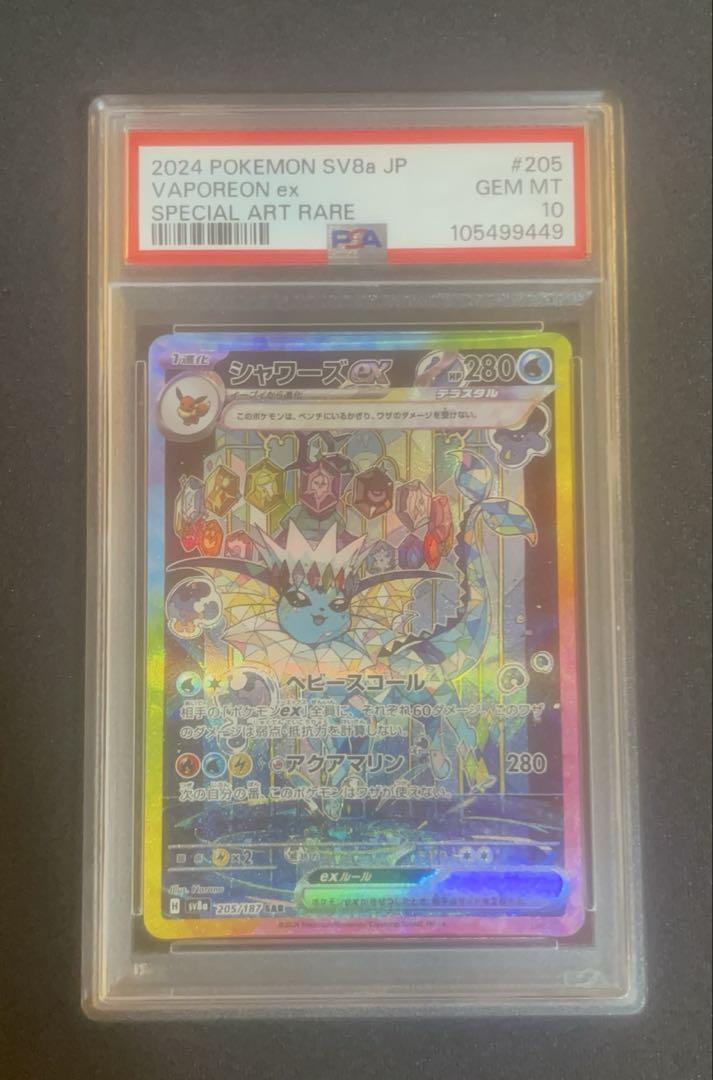 2024 POKEMON SV8a JP #205
VAPOREON ex GEM MT
SPECIAL ART RARE 10
PSA 105499449
1進化 シャワーズex HP280
イーブイから進化 テラスタル
このポケモンは、ベンチにいるかぎり、ワザのダメージを受けない。
ヘビースコール
相手の「ポケモンex」全員に、それぞれ60ダメージ。このワザ
のダメージは弱点・抵抗力を計算しない。
アクアマリン 280
次の自分の番、このポケモンはワザが使えない。
弱点 ×2 抵抗力
exルール
Illus. Narano
H sv8a 205/187 SAR